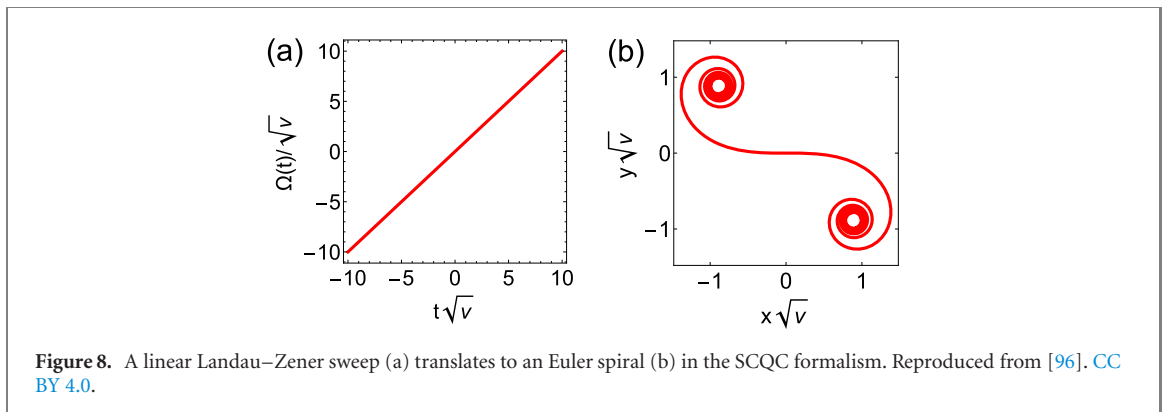 (a)
10
5
0
−5
−10
Ω(t)/√v
−10 −5 0 5 10
t√v
(b)
1
0
−1
y√v
−1 0 1
x√v
Figure 8. A linear Landau–Zener sweep (a) translates to an Euler spiral (b) in the SCQC formalism. Reproduced from [96]. CC
BY 4.0.